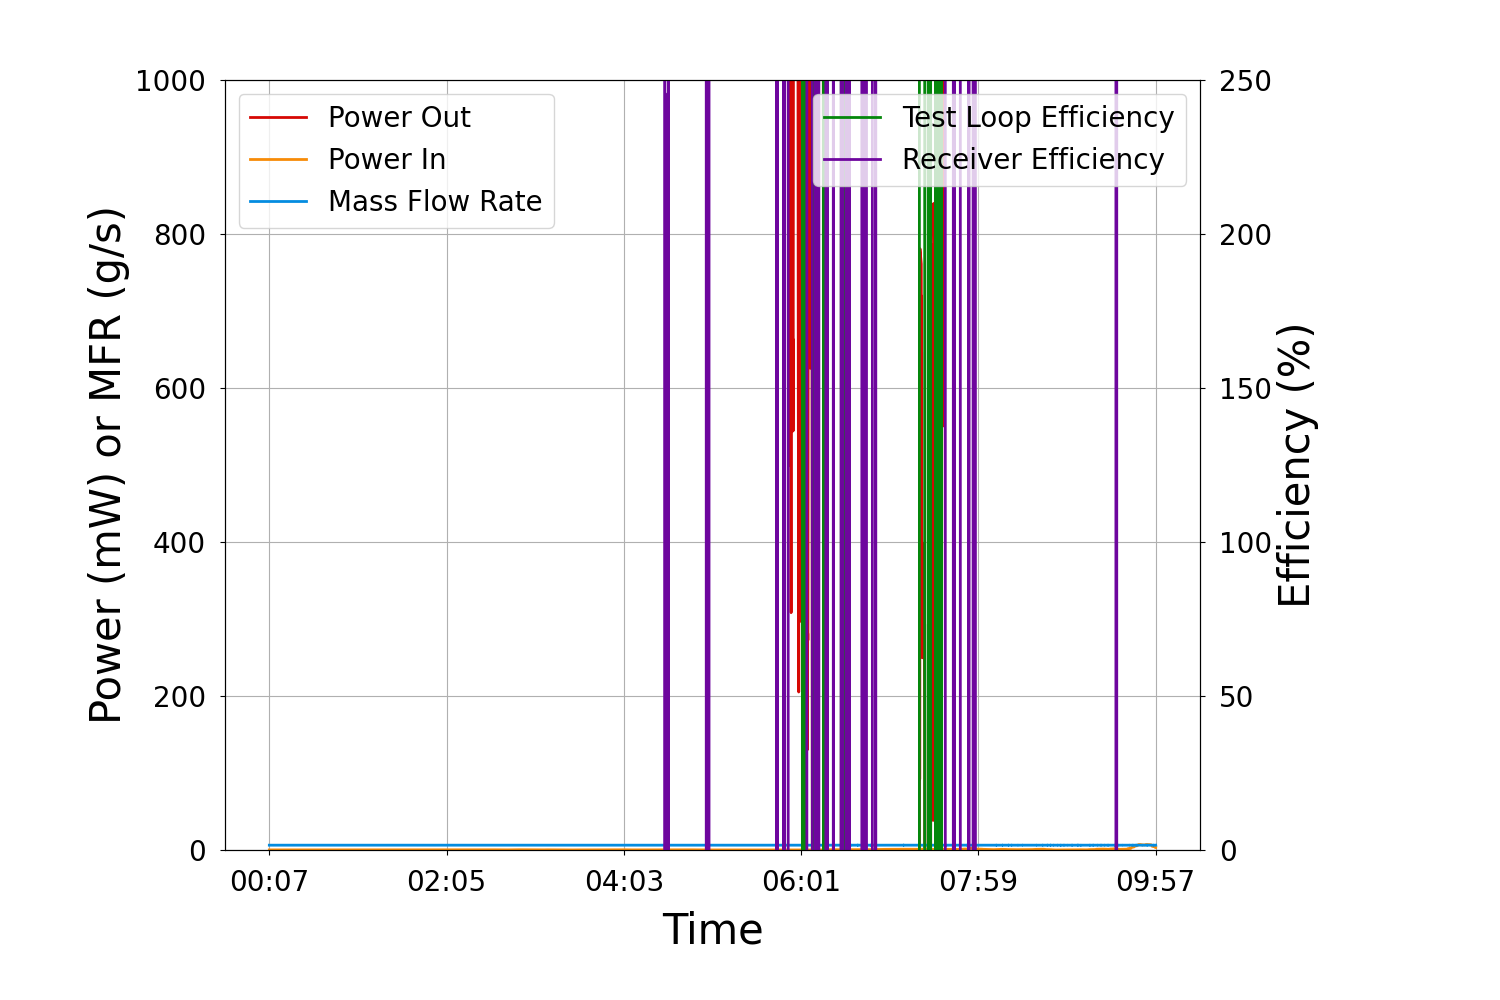 1000
800
600
400
200
0
Power (mW) or MFR (g/s)
Power Out
Power In
Mass Flow Rate
Test Loop Efficiency
Receiver Efficiency
250
200
150
100
50
0
Efficiency (%)
00:07 02:05 04:03 06:01 07:59 09:57
Time